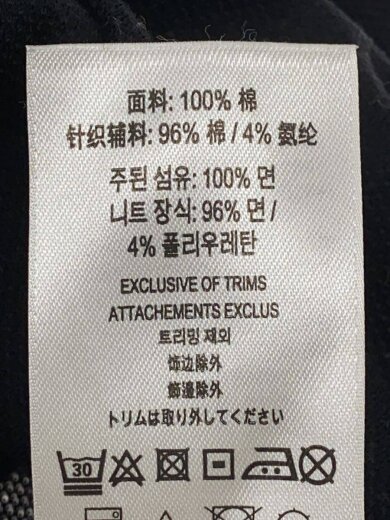 面料: 100% 棉
针织辅料: 96% 棉 / 4% 氨纶
주된 섬유: 100% 면
니트 장식: 96% 면 /
4% 폴리우레탄
EXCLUSIVE OF TRIMS
ATTACHEMENTS EXCLUS
트리밍 제외
饰边除外
飾邊除外
トリムは取り外してください
30